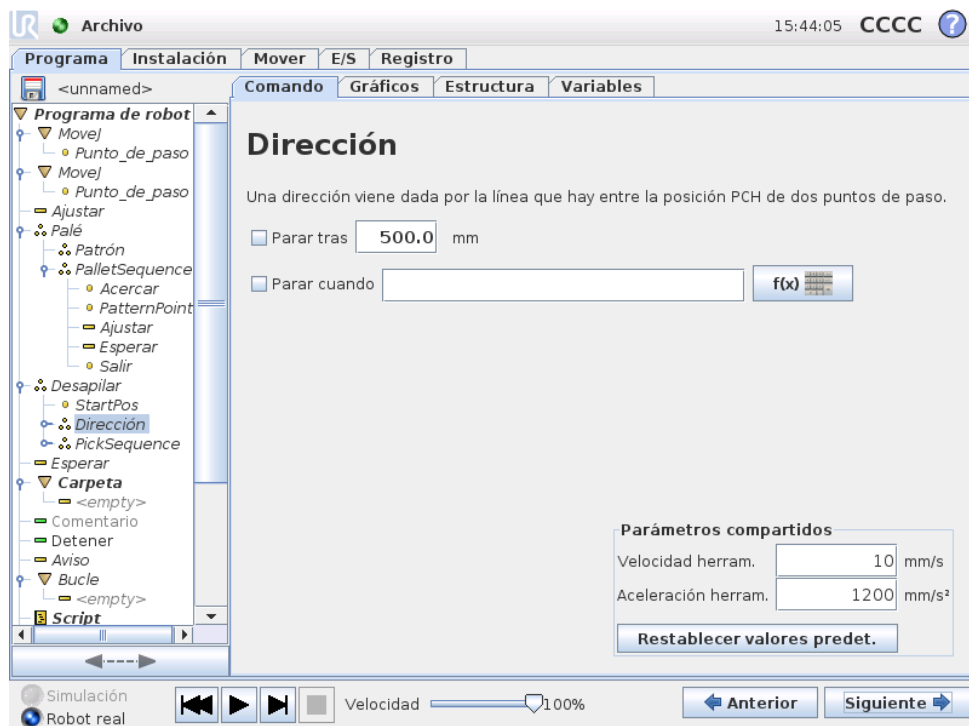 UR Archivo 15:44:05 CCCC ?
Programa Instalación Mover E/S Registro
<unnamed>
Comando Gráficos Estructura Variables
Programa de robot
MoveJ
Punto_de_paso
MoveJ
Punto_de_paso
Ajustar
Palé
Patrón
PalletSequence
Acercar
PatternPoint
Ajustar
Esperar
Salir
Desapilar
StartPos
Dirección
PickSequence
Esperar
Carpeta
<empty>
Comentario
Detener
Aviso
Bucle
<empty>
Script
Dirección
Una dirección viene dada por la línea que hay entre la posición PCH de dos puntos de paso.
Parar tras 500.0 mm
Parar cuando f(x)
Parámetros compartidos
Velocidad herram. 10 mm/s
Aceleración herram. 1200 mm/s²
Restablecer valores predet.
Simulación
Robot real
Velocidad 100%
Anterior Siguiente